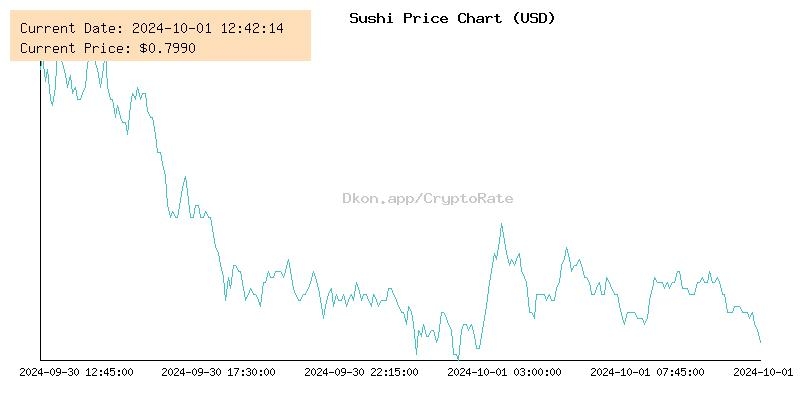 Sushi Price Chart (USD)
Current Date: 2024-10-01 12:42:14
Current Price: $0.7990
Dkon.app/CryptoRate
2024-09-30 12:45:00 2024-09-30 17:30:00 2024-09-30 22:15:00 2024-10-01 03:00:00 2024-10-01 07:45:00 2024-10-01